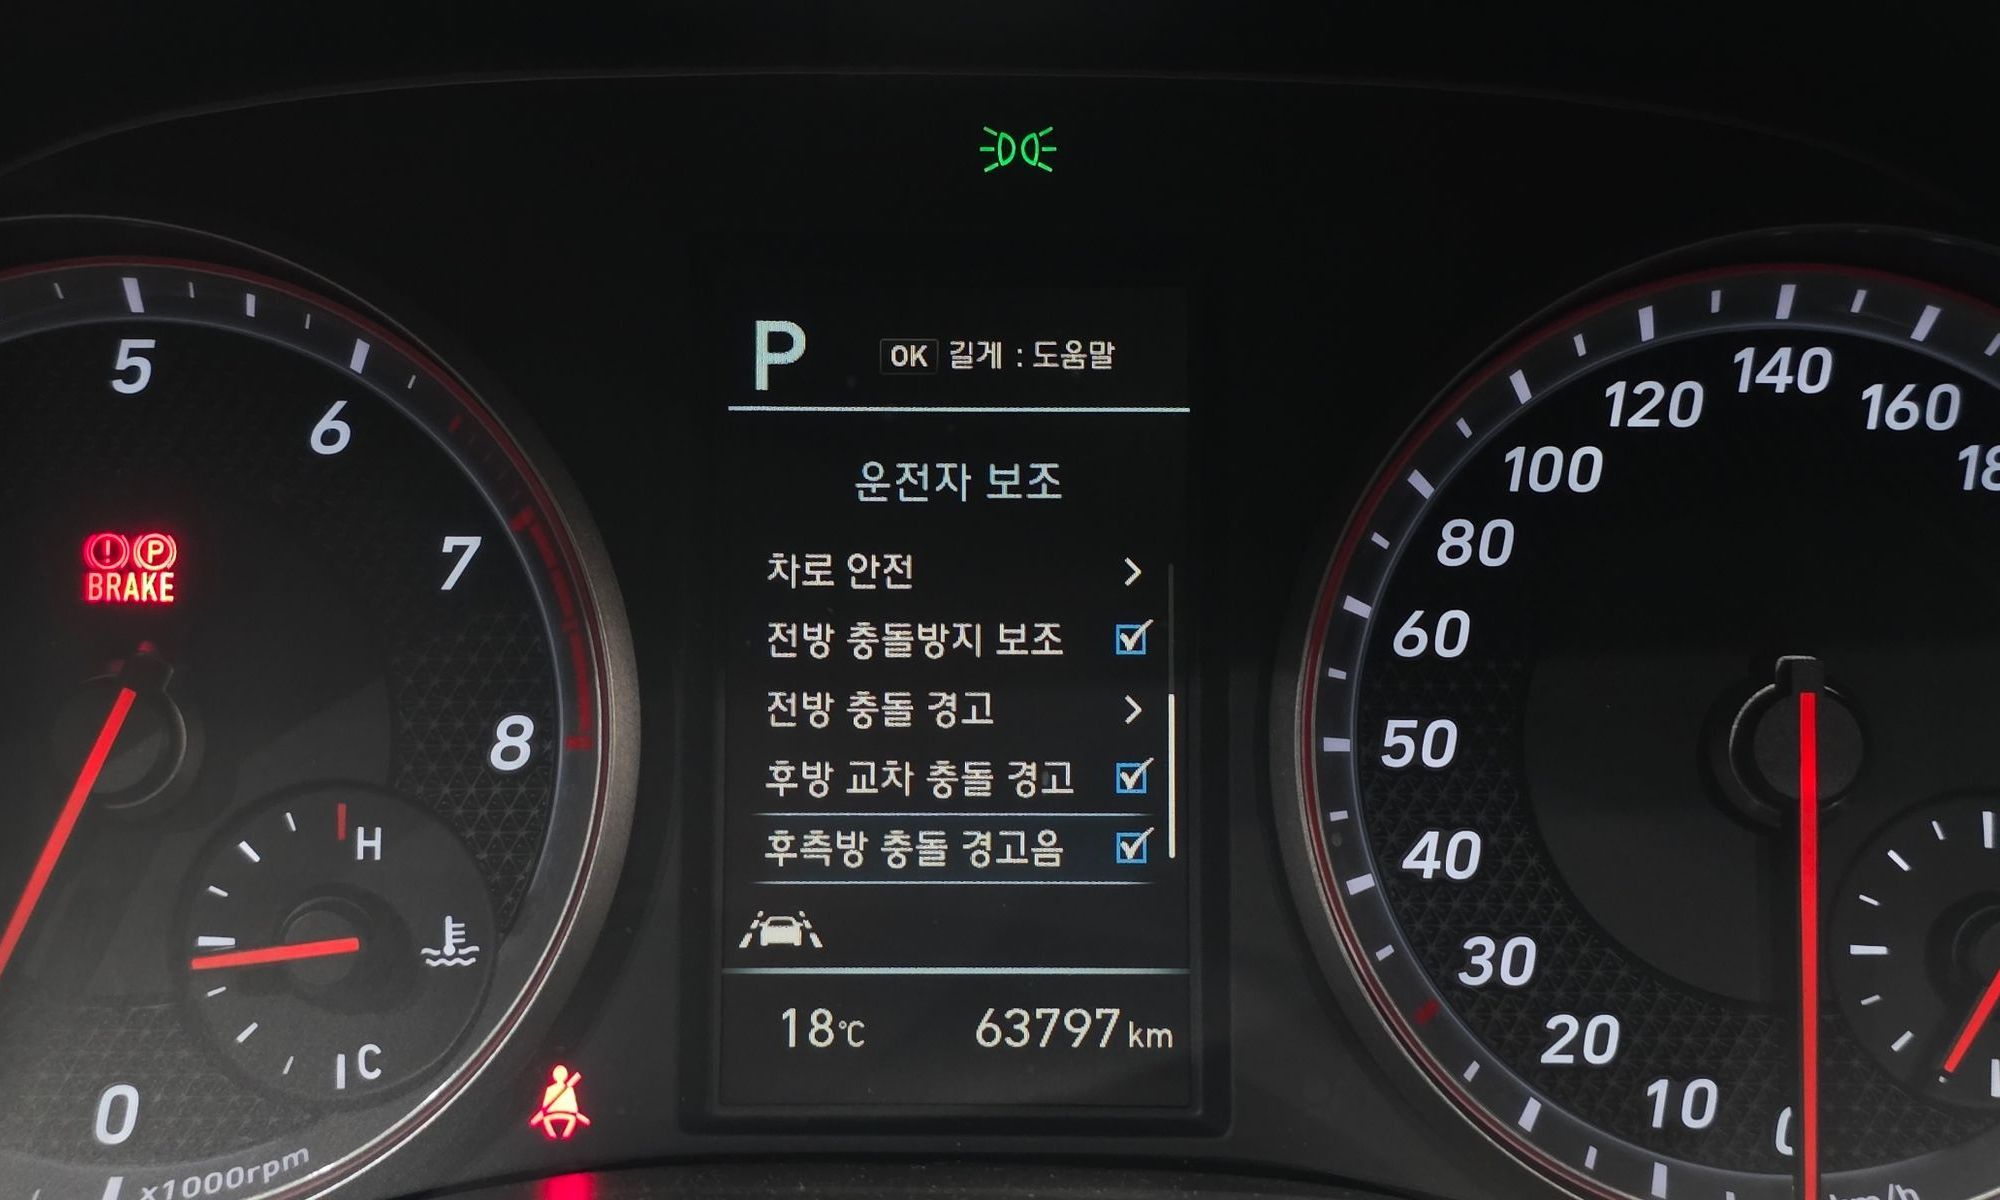 P OK 길게 : 도움말
운전자 보조
차로 안전 >
전방 충돌방지 보조
전방 충돌 경고 >
후방 교차 충돌 경고
후측방 충돌 경고음
18°C 63797 km
5
6
7
8
0
x1000rpm
H
C
(!) (P)
BRAKE
0
10
20
30
40
50
60
80
100
120
140
160